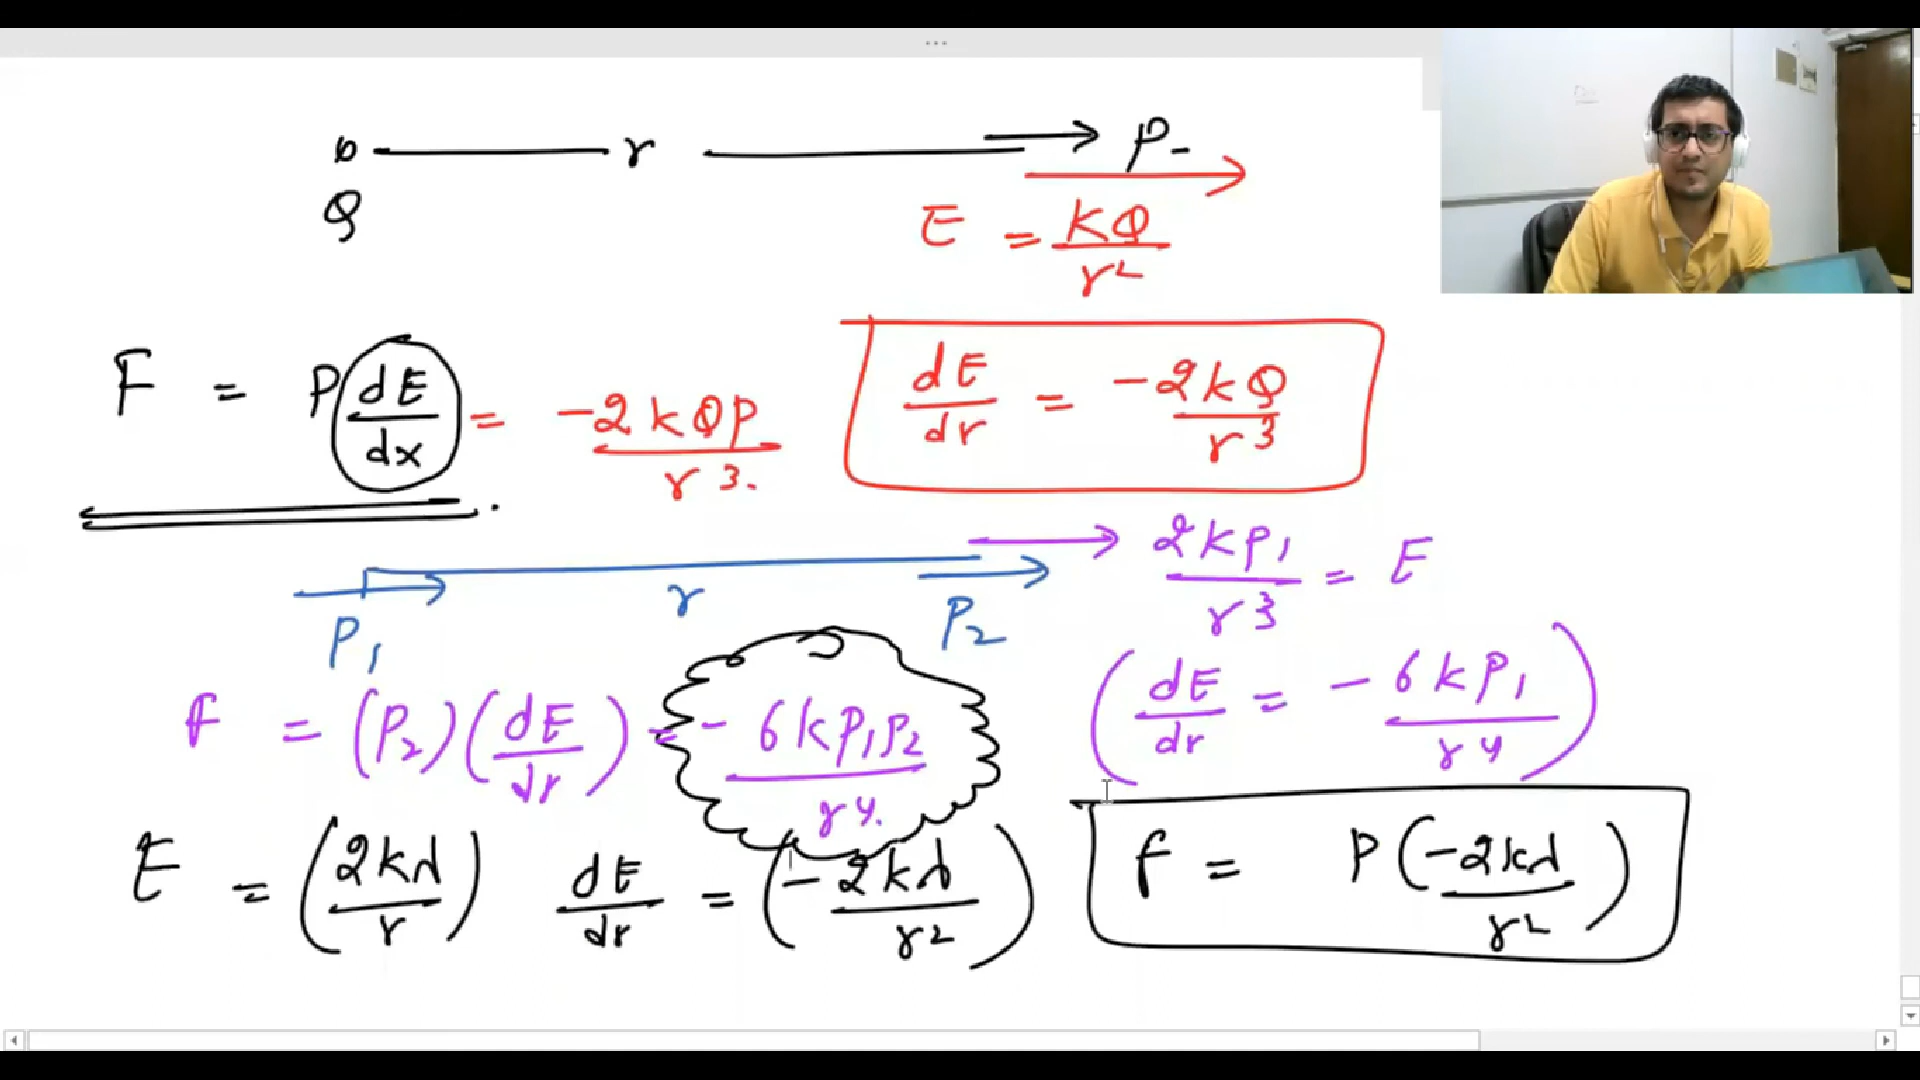 Q r P
E = kQ/r²
F = P dE/dx = -2kQP/r³.
dE/dr = -2kQ/r³
P₁ r P₂ 2kP₁/r³ = E
F = (P₂)(dE/dr) = -6kP₁P₂/r⁴.
(dE/dr = -6kP₁/r⁴)
E = (2kλ/r) dE/dr = (-2kλ/r²)
F = P(-2kλ/r²)